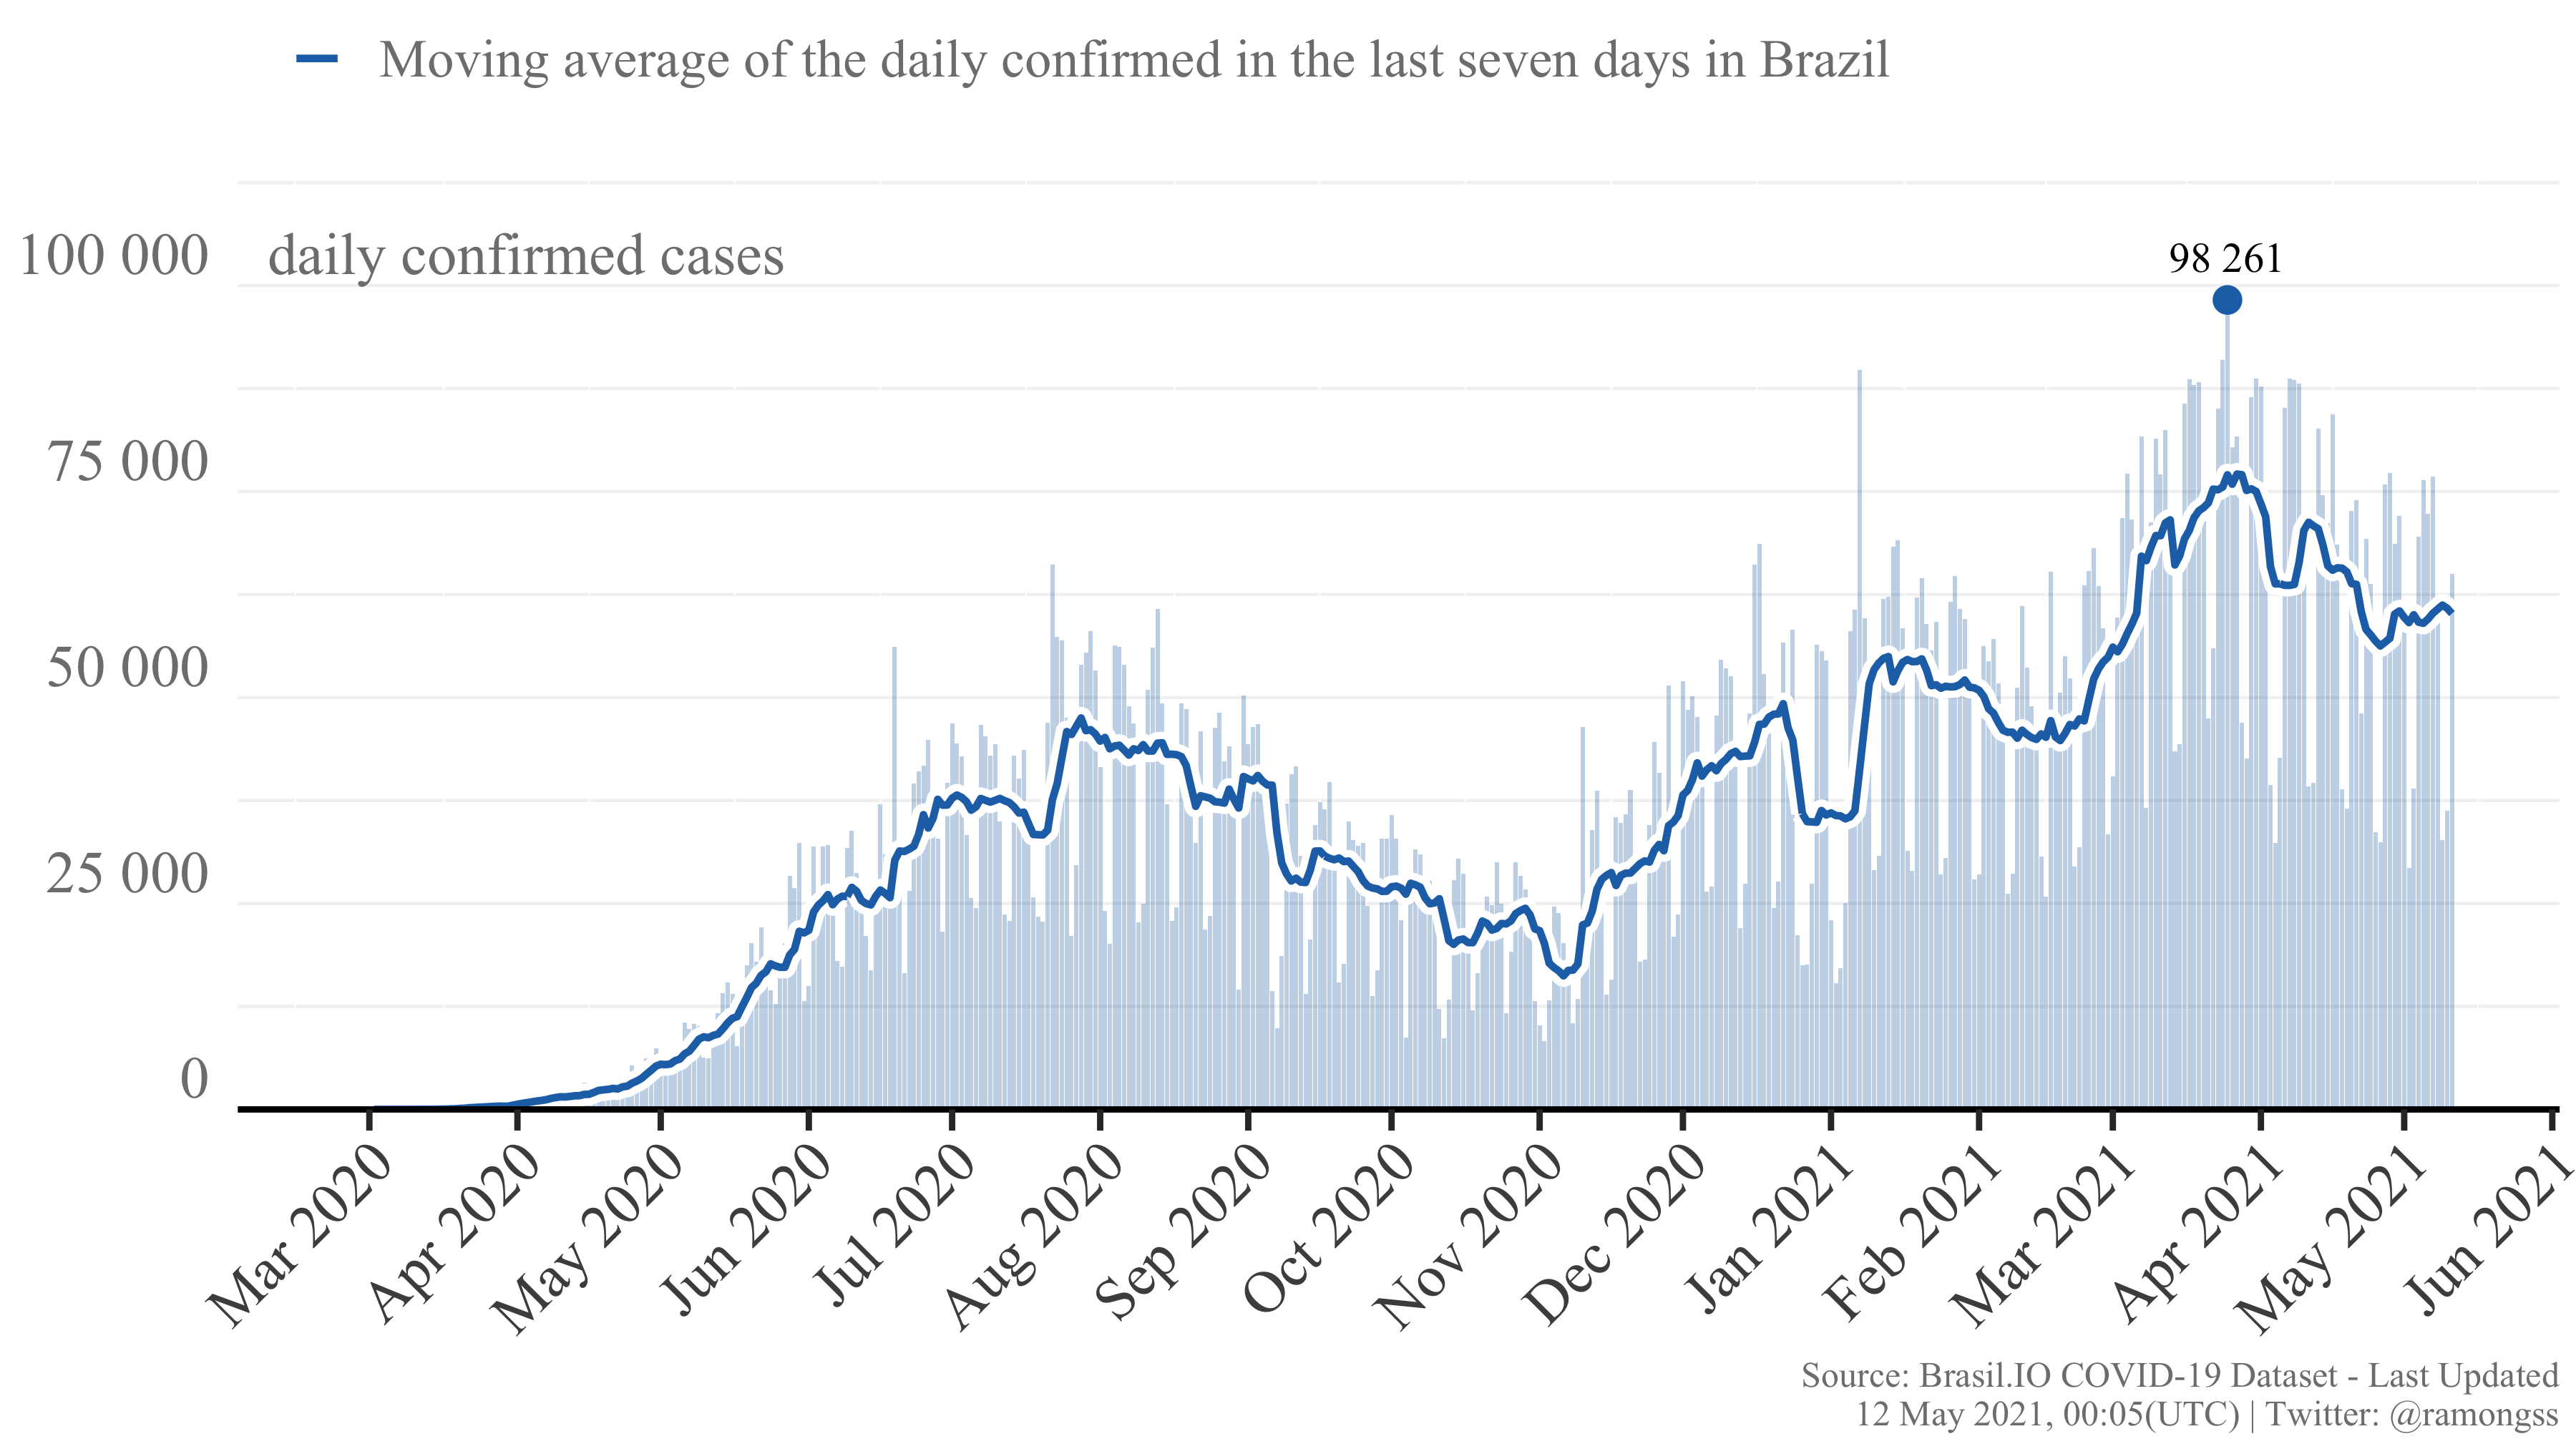 Moving average of the daily confirmed in the last seven days in Brazil
100 000
daily confirmed cases
98 261
75 000
50 000
25 000
0
Mar 2020
Apr 2020
May 2020
Jun 2020
Jul 2020
Aug 2020
Sep 2020
Oct 2020
Nov 2020
Dec 2020
Jan 2021
Feb 2021
Mar 2021
Apr 2021
May 2021
Jun 2021
Source: Brasil.IO COVID-19 Dataset - Last Updated
12 May 2021, 00:05(UTC) | Twitter: @ramongss